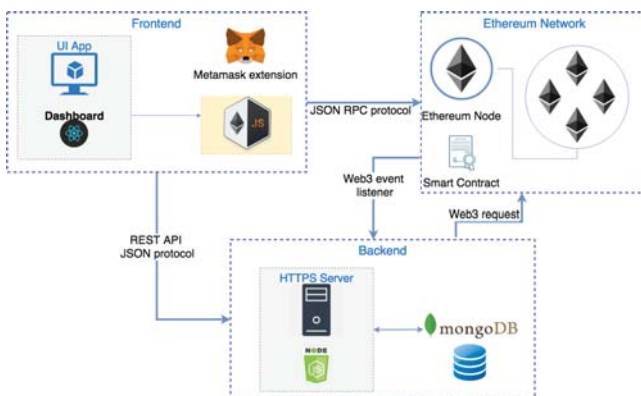 Frontend
UI App
Dashboard
Metamask extension
JS
JSON RPC protocol
Ethereum Network
Ethereum Node
Smart Contract
Web3 event
listener
Web3 request
REST API
JSON protocol
Backend
HTTPS Server
NODE
JS
mongoDB